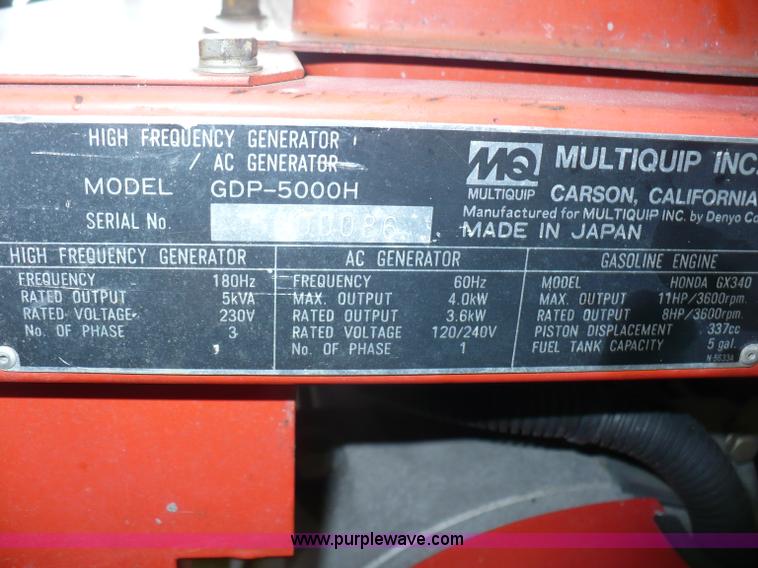 HIGH FREQUENCY GENERATOR
/ AC GENERATOR
MODEL GDP-5000H
SERIAL No.
MQ
MULTIQUIP
MULTIQUIP INC.
CARSON, CALIFORNIA
Manufactured for MULTIQUIP INC. by Denyo Co
MADE IN JAPAN
HIGH FREQUENCY GENERATOR
FREQUENCY 180Hz
RATED OUTPUT 5kVA
RATED VOLTAGE 230V
No. OF PHASE 3
AC GENERATOR
FREQUENCY 60Hz
MAX. OUTPUT 4.0kW
RATED OUTPUT 3.6kW
RATED VOLTAGE 120/240V
No. OF PHASE 1
GASOLINE ENGINE
MODEL HONDA GX340
MAX. OUTPUT 11HP/3600rpm.
RATED OUTPUT 8HP/3600rpm.
PISTON DISPLACEMENT 337cc
FUEL TANK CAPACITY 5 gal.
www.purplewave.com